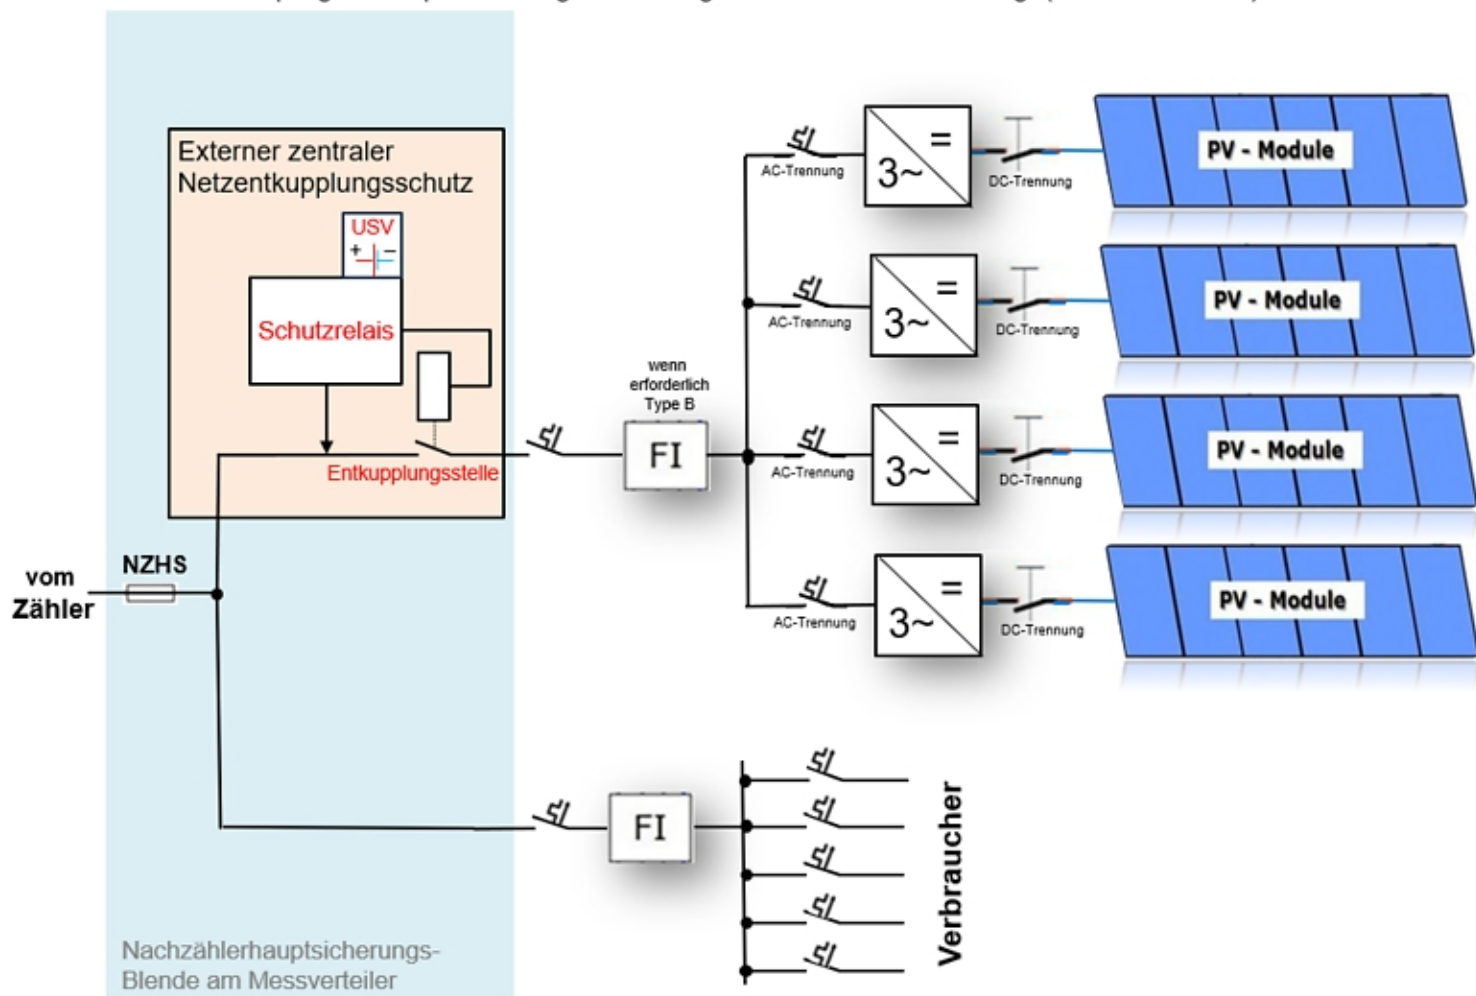 Externer zentraler
Netzentkupplungsschutz
USV
+ −
Schutzrelais
Entkupplungsstelle
wenn
erforderlich
Type B
FI
AC-Trennung
3~ =
DC-Trennung
PV - Module
AC-Trennung
3~ =
DC-Trennung
PV - Module
AC-Trennung
3~ =
DC-Trennung
PV - Module
AC-Trennung
3~ =
DC-Trennung
PV - Module
vom
Zähler
NZHS
FI
Verbraucher
Nachzählerhauptsicherungs-
Blende am Messverteiler